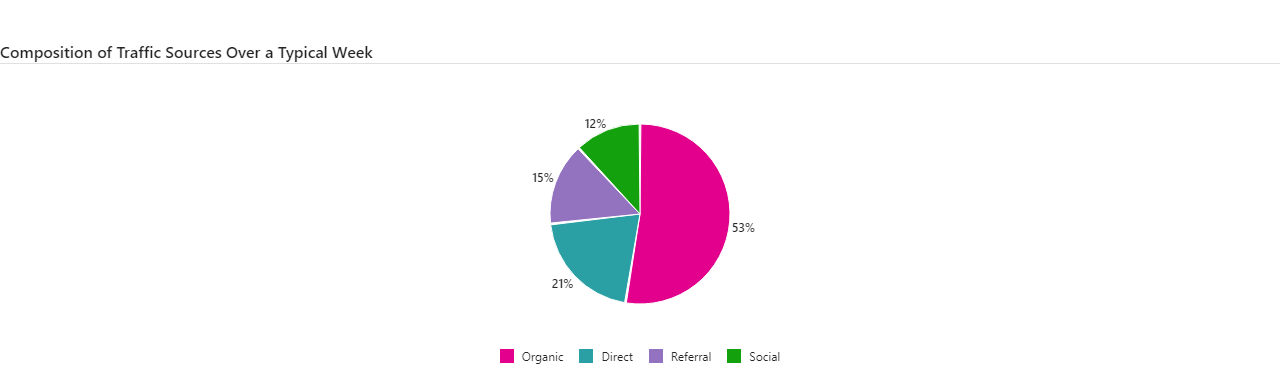 Composition of Traffic Sources Over a Typical Week
12%
15%
53%
21%
Organic Direct Referral Social